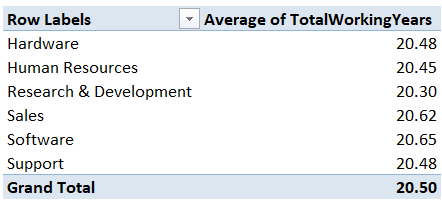 Row Labels Average of TotalWorkingYears
Hardware 20.48
Human Resources 20.45
Research & Development 20.30
Sales 20.62
Software 20.65
Support 20.48
Grand Total 20.50